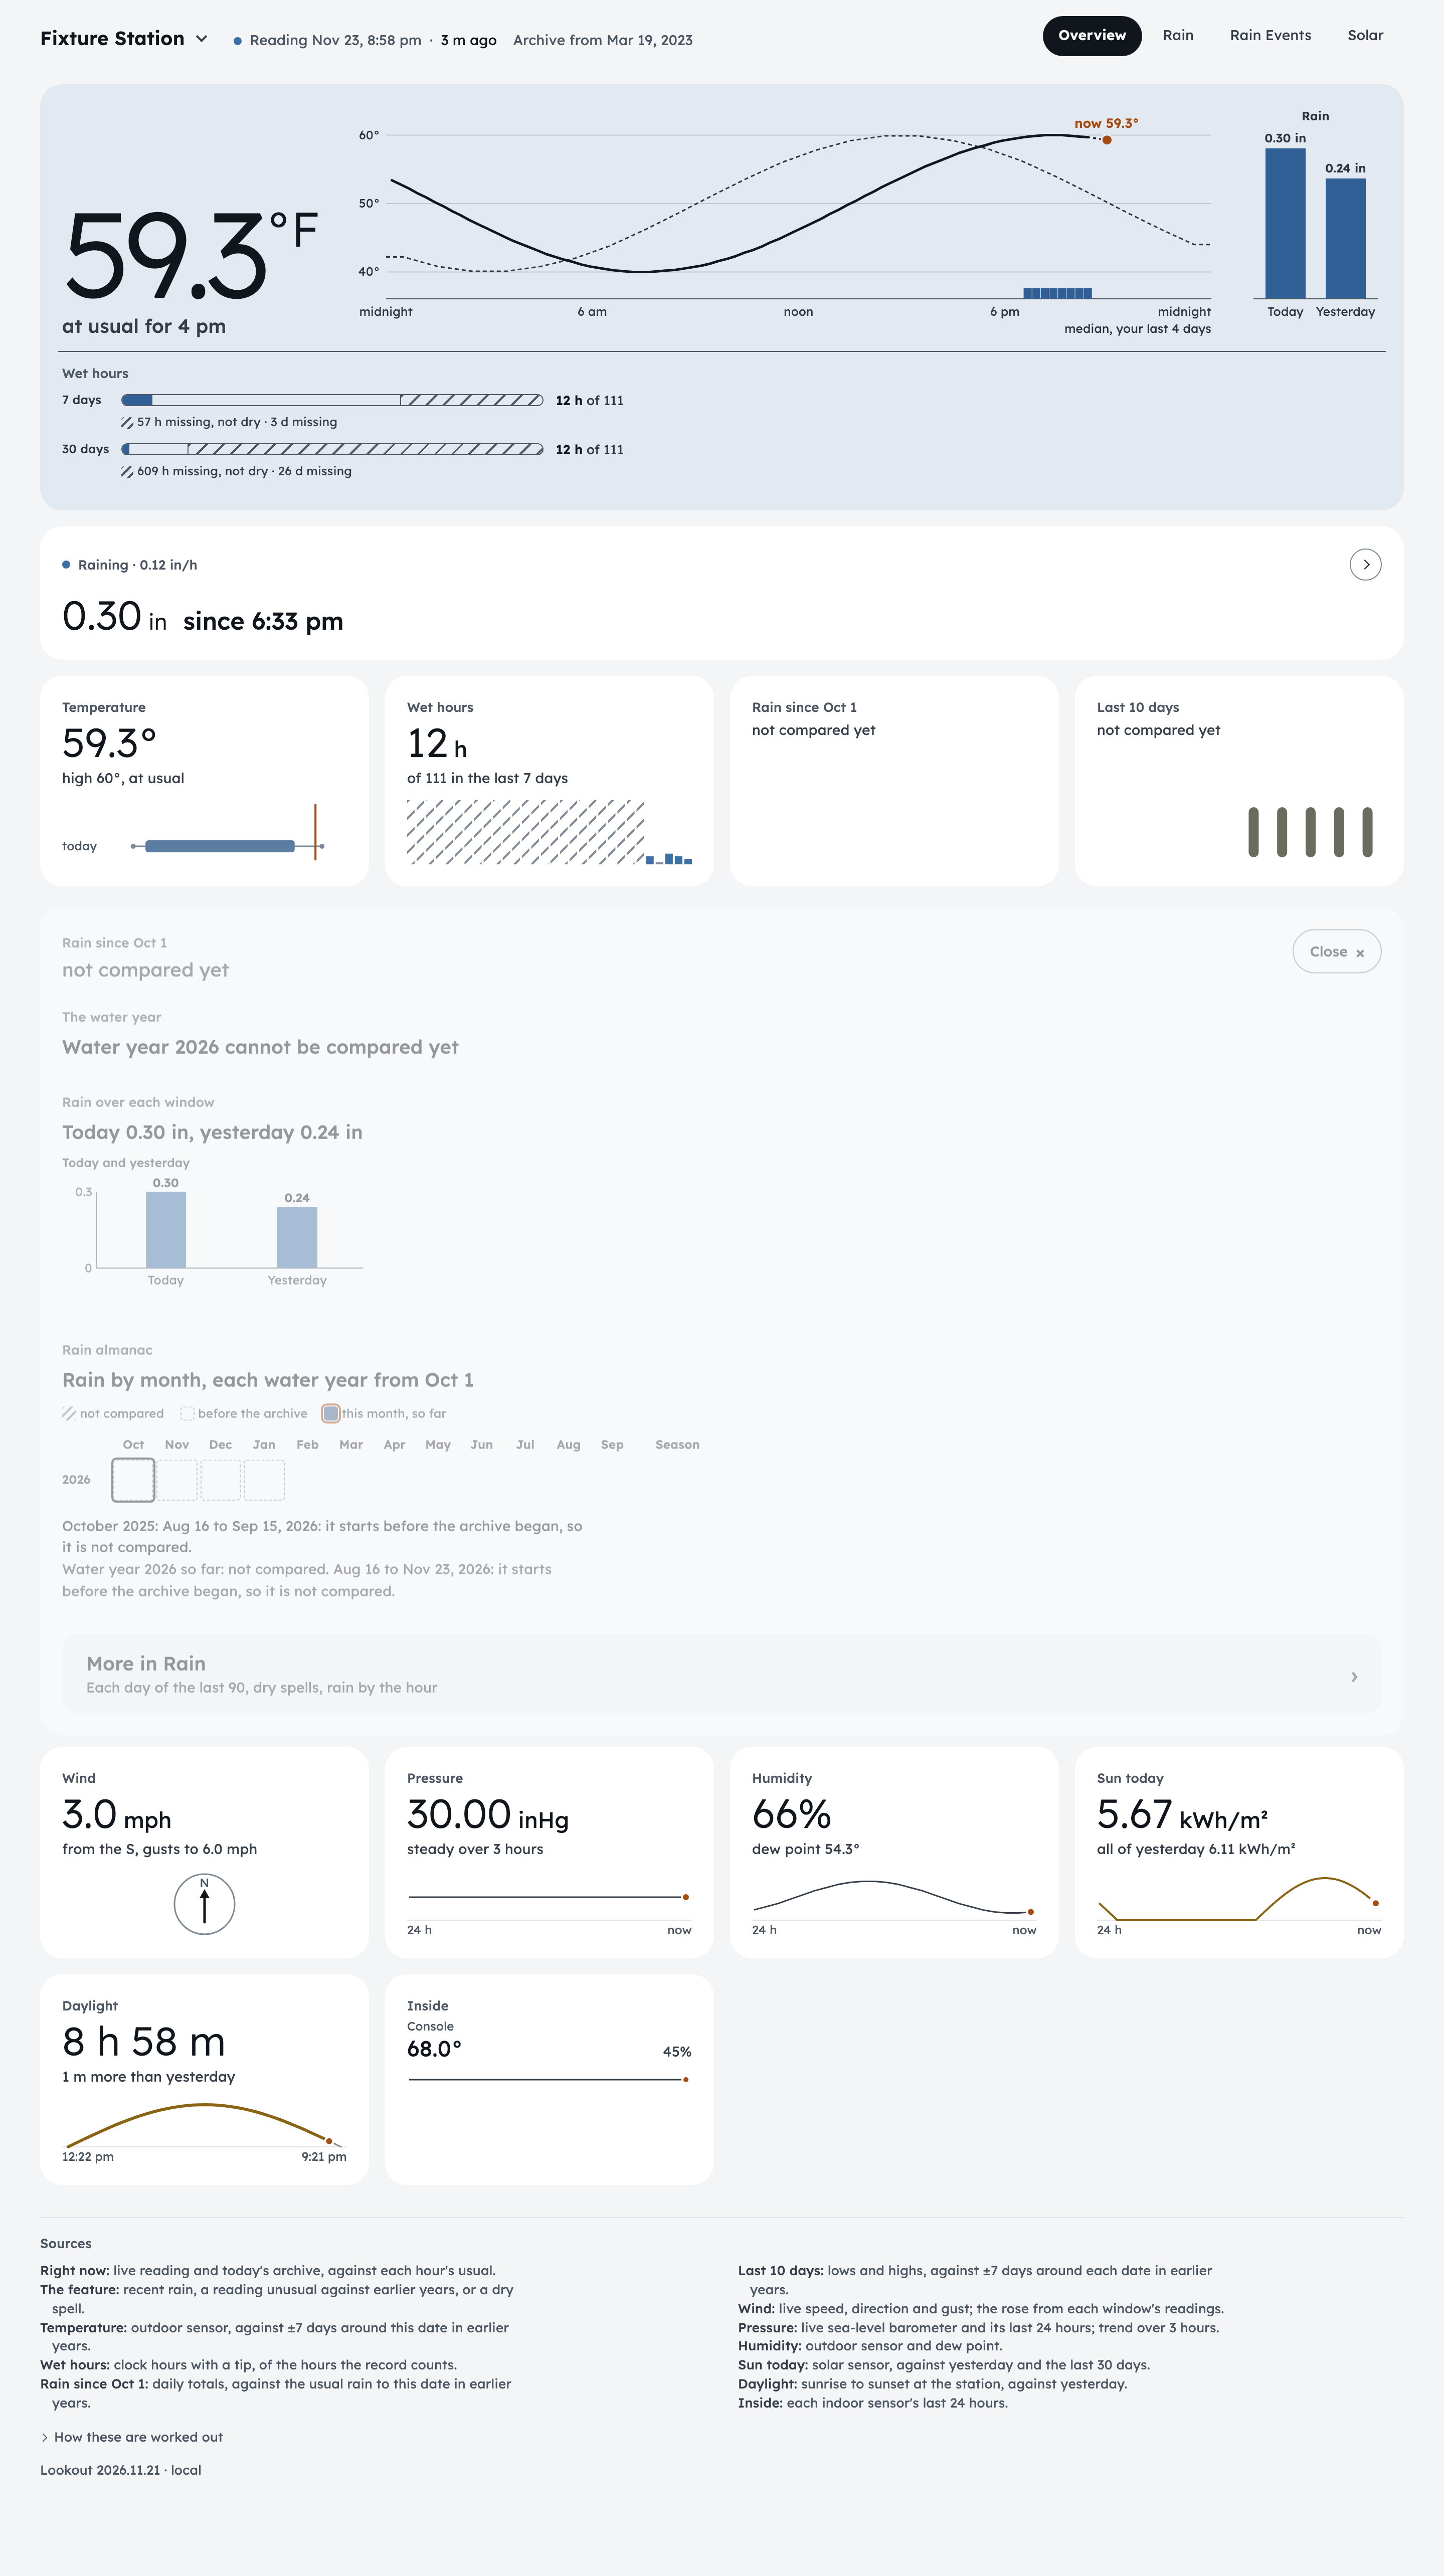 Fixture Station
Reading Nov 23, 8:58 pm · 3 m ago Archive from Mar 19, 2023
Overview Rain Rain Events Solar
59.3°F
at usual for 4 pm
60°
50°
40°
now 59.3°
midnight 6 am noon 6 pm midnight
median, your last 4 days
Rain
0.30 in
0.24 in
Today Yesterday
Wet hours
7 days 12 h of 111
57 h missing, not dry · 3 d missing
30 days 12 h of 111
609 h missing, not dry · 26 d missing
Raining · 0.12 in/h
0.30 in since 6:33 pm
Temperature
59.3°
high 60°, at usual
today
Wet hours
12 h
of 111 in the last 7 days
Rain since Oct 1
not compared yet
Last 10 days
not compared yet
Rain since Oct 1
not compared yet
Close ×
The water year
Water year 2026 cannot be compared yet
Rain over each window
Today 0.30 in, yesterday 0.24 in
Today and yesterday
0.3
0
0.30
0.24
Today Yesterday
Rain almanac
Rain by month, each water year from Oct 1
not compared before the archive this month, so far
Oct Nov Dec Jan Feb Mar Apr May Jun Jul Aug Sep Season
2026
October 2025: Aug 16 to Sep 15, 2026: it starts before the archive began, so
it is not compared.
Water year 2026 so far: not compared. Aug 16 to Nov 23, 2026: it starts
before the archive began, so it is not compared.
More in Rain
Each day of the last 90, dry spells, rain by the hour
Wind
3.0 mph
from the S, gusts to 6.0 mph
N
Pressure
30.00 inHg
steady over 3 hours
24 h now
Humidity
66%
dew point 54.3°
24 h now
Sun today
5.67 kWh/m²
all of yesterday 6.11 kWh/m²
24 h now
Daylight
8 h 58 m
1 m more than yesterday
12:22 pm 9:21 pm
Inside
Console
68.0° 45%
Sources
Right now: live reading and today's archive, against each hour's usual.
The feature: recent rain, a reading unusual against earlier years, or a dry
spell.
Temperature: outdoor sensor, against ±7 days around this date in earlier
years.
Wet hours: clock hours with a tip, of the hours the record counts.
Rain since Oct 1: daily totals, against the usual rain to this date in earlier
years.
Last 10 days: lows and highs, against ±7 days around each date in earlier
years.
Wind: live speed, direction and gust; the rose from each window's readings.
Pressure: live sea-level barometer and its last 24 hours; trend over 3 hours.
Humidity: outdoor sensor and dew point.
Sun today: solar sensor, against yesterday and the last 30 days.
Daylight: sunrise to sunset at the station, against yesterday.
Inside: each indoor sensor's last 24 hours.
How these are worked out
Lookout 2026.11.21 · local